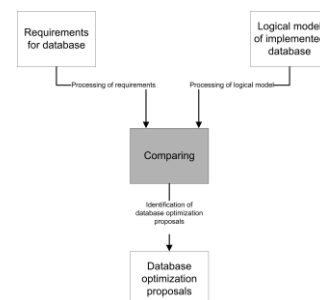 Requirements
for database
Logical model
of implemented
database
Processing of requirements
Processing of logical model
Comparing
Identification of
database optimization
proposals
Database
optimization
proposals